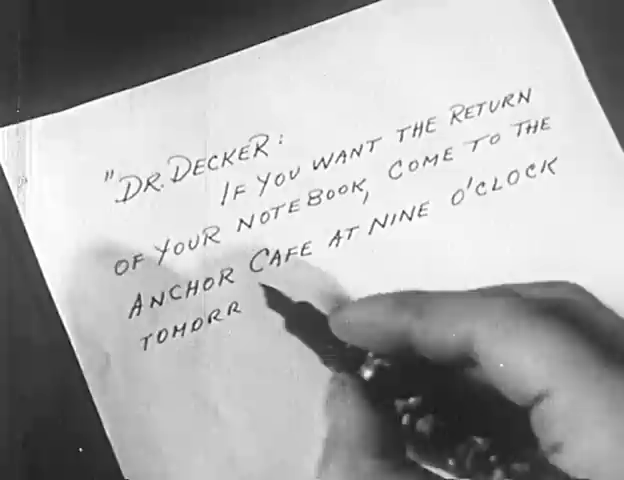 "DR. DECKER:
IF YOU WANT THE RETURN
OF YOUR NOTEBOOK, COME TO THE
ANCHOR CAFE AT NINE O'CLOCK
TOMORR